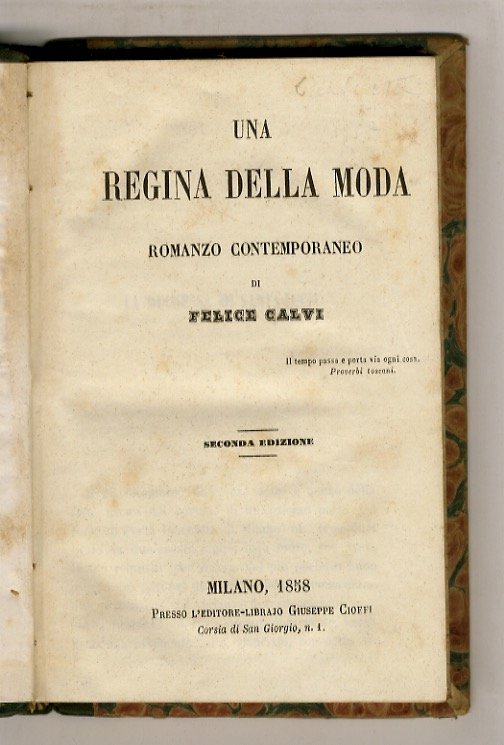 UNA
REGINA DELLA MODA
ROMANZO CONTEMPORANEO
DI
FELICE CALVI
Il tempo passa e porta via ogni cosa.
Proverbi toscani.
SECONDA EDIZIONE
MILANO, 1858
PRESSO L'EDITORE-LIBRAJO GIUSEPPE CIOFFI
Corsia di San Giorgio, n. 1.